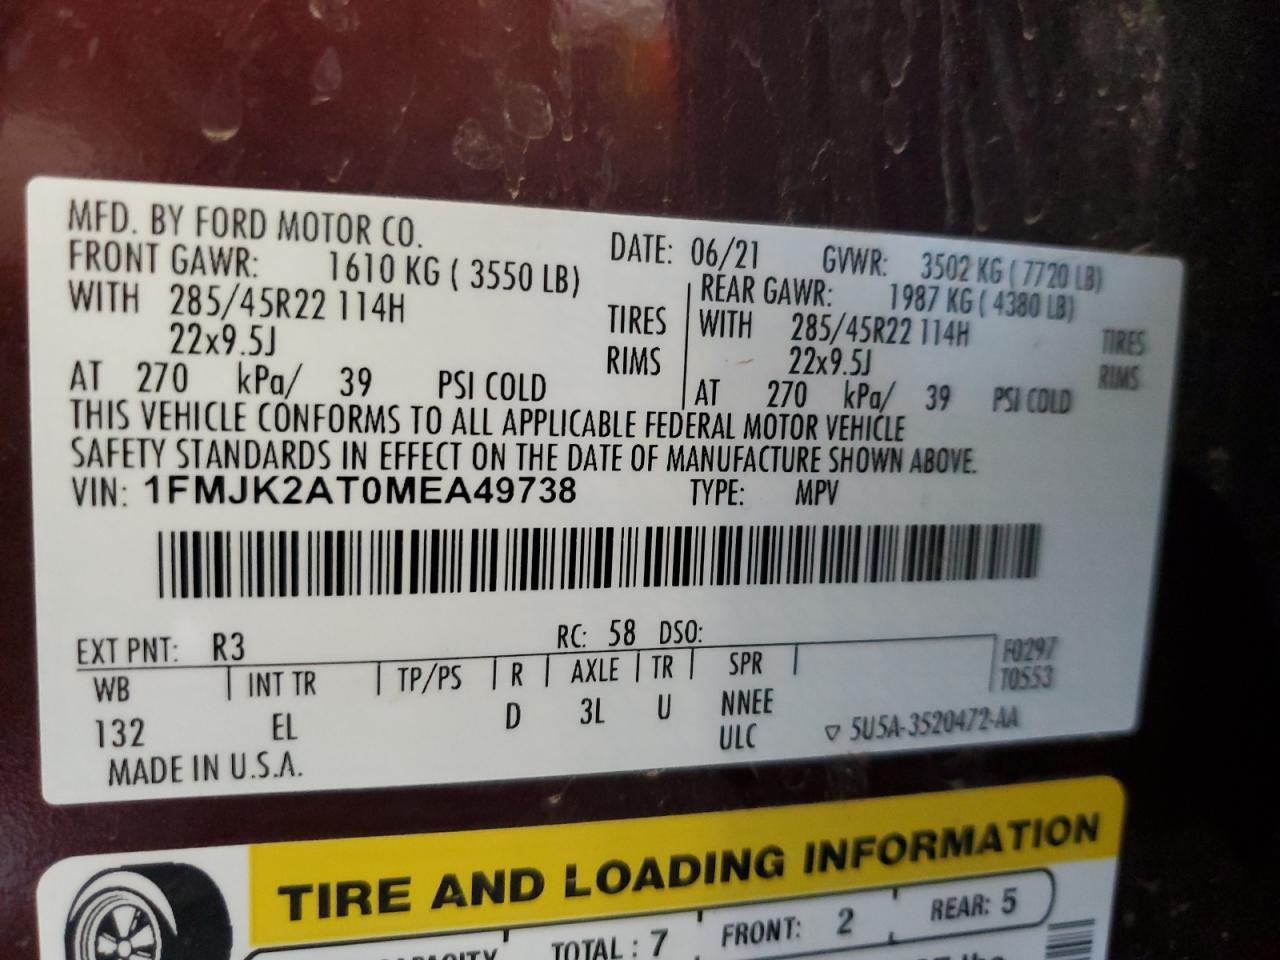 MFD. BY FORD MOTOR CO.
DATE: 06/21 GVWR: 3502 KG ( 7720 LB)
FRONT GAWR: 1610 KG ( 3550 LB)
WITH 285/45R22 114H TIRES
22x9.5J RIMS
AT 270 kPa/ 39 PSI COLD
REAR GAWR: 1987 KG ( 4380 LB)
WITH 285/45R22 114H TIRES
22x9.5J RIMS
AT 270 kPa/ 39 PSI COLD
THIS VEHICLE CONFORMS TO ALL APPLICABLE FEDERAL MOTOR VEHICLE
SAFETY STANDARDS IN EFFECT ON THE DATE OF MANUFACTURE SHOWN ABOVE.
VIN: 1FMJK2AT0MEA49738 TYPE: MPV
EXT PNT: R3 RC: 58 DSO:
WB INT TR TP/PS R AXLE TR SPR
F0297
T0553
132 EL D 3L U NNEE
ULC ▽ 5U5A-3520472-AA
MADE IN U.S.A.
TIRE AND LOADING INFORMATION
TOTAL : 7 FRONT: 2 REAR: 5